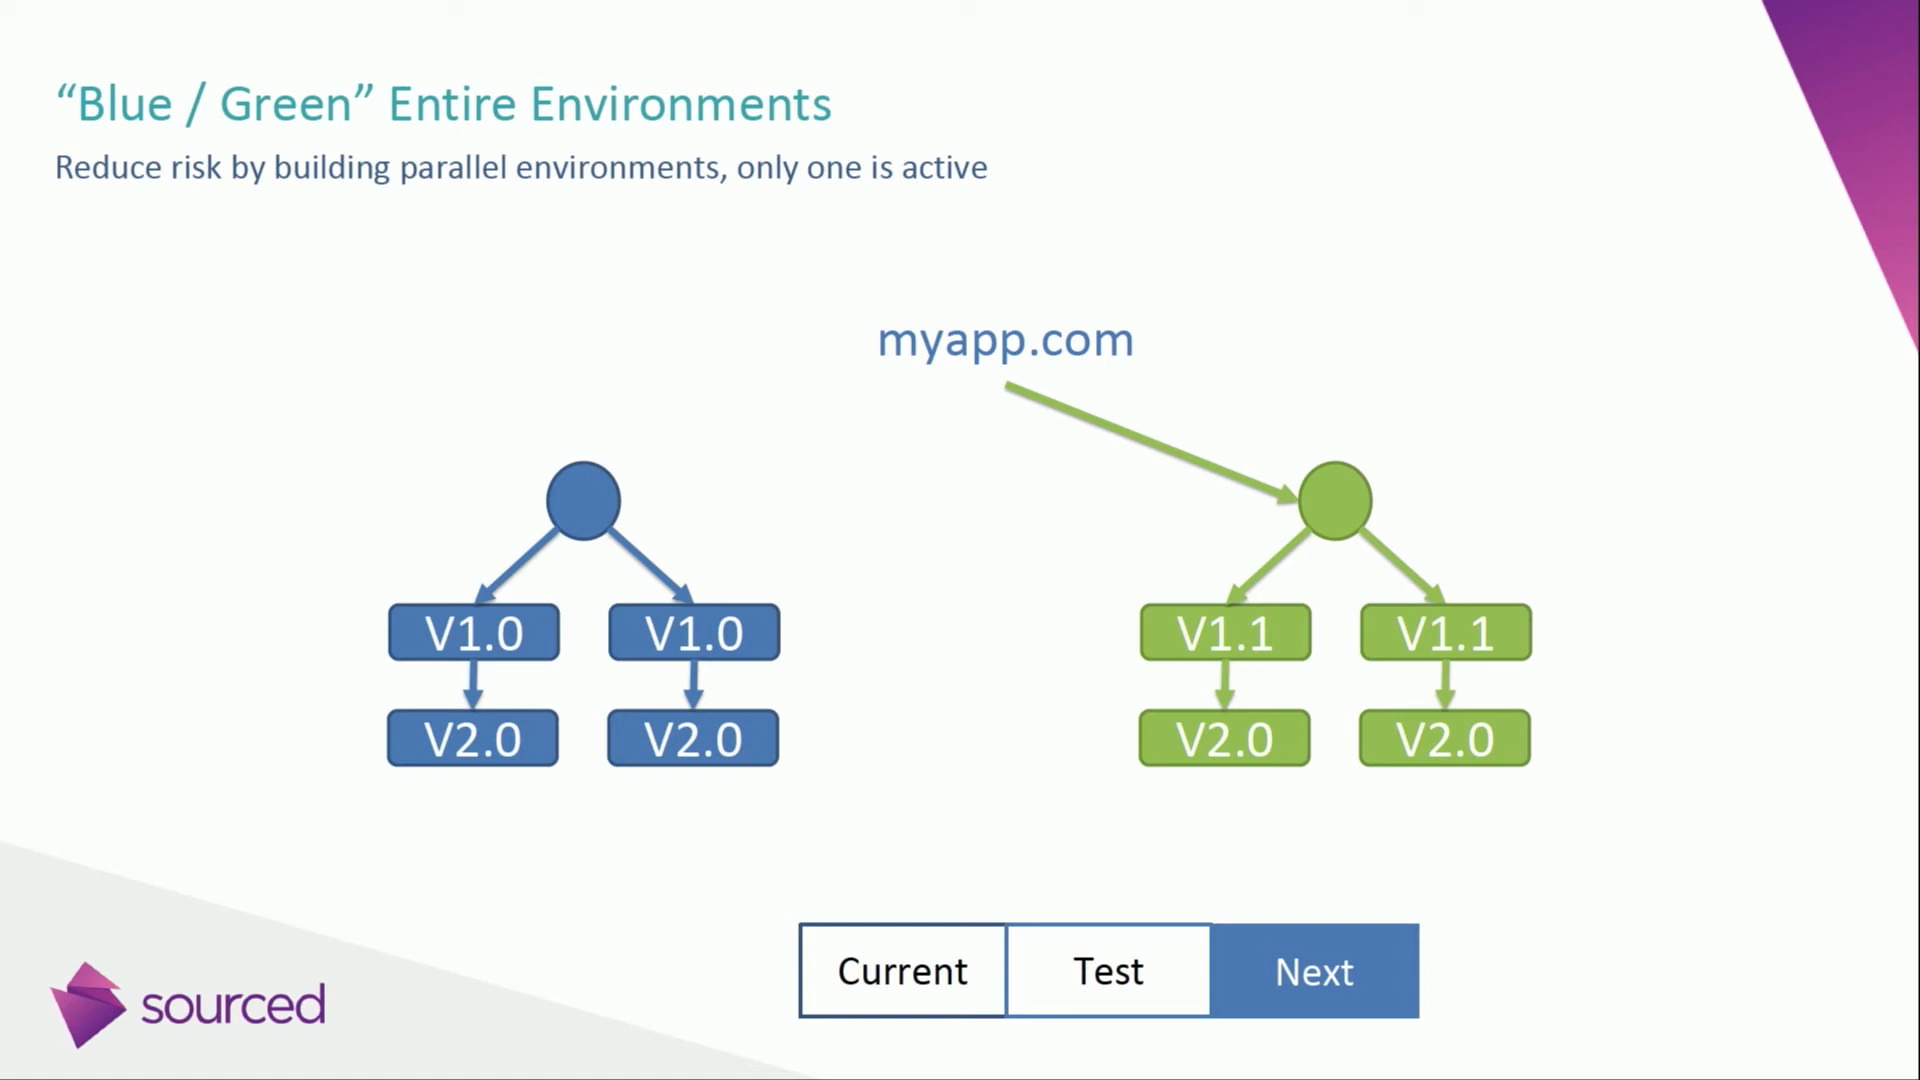 “Blue / Green” Entire Environments
Reduce risk by building parallel environments, only one is active
myapp.com
V1.0 V1.0 V1.1 V1.1
V2.0 V2.0 V2.0 V2.0
Current Test Next
sourced